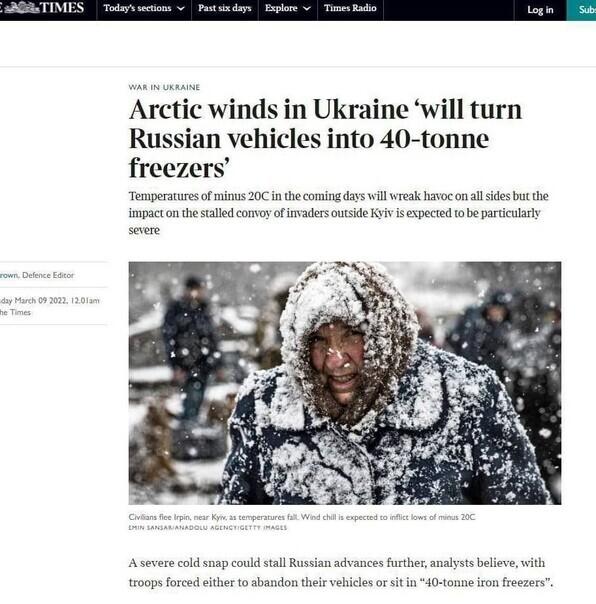 TIMES
Today's sections
Past six days
Explore
Times Radio
Log in
WAR IN UKRAINE
Arctic winds in Ukraine ‘will turn
Russian vehicles into 40-tonne
freezers’
Temperatures of minus 20C in the coming days will wreak havoc on all sides but the
impact on the stalled convoy of invaders outside Kyiv is expected to be particularly
severe
rown, Defence Editor
day March 09 2022, 12.01am
he Times
Civilians flee Irpin, near Kyiv, as temperatures fall. Wind chill is expected to inflict lows of minus 20C
EMIN SANSAR/ANADOLU AGENCY/GETTY IMAGES
A severe cold snap could stall Russian advances further, analysts believe, with
troops forced either to abandon their vehicles or sit in “40-tonne iron freezers”.